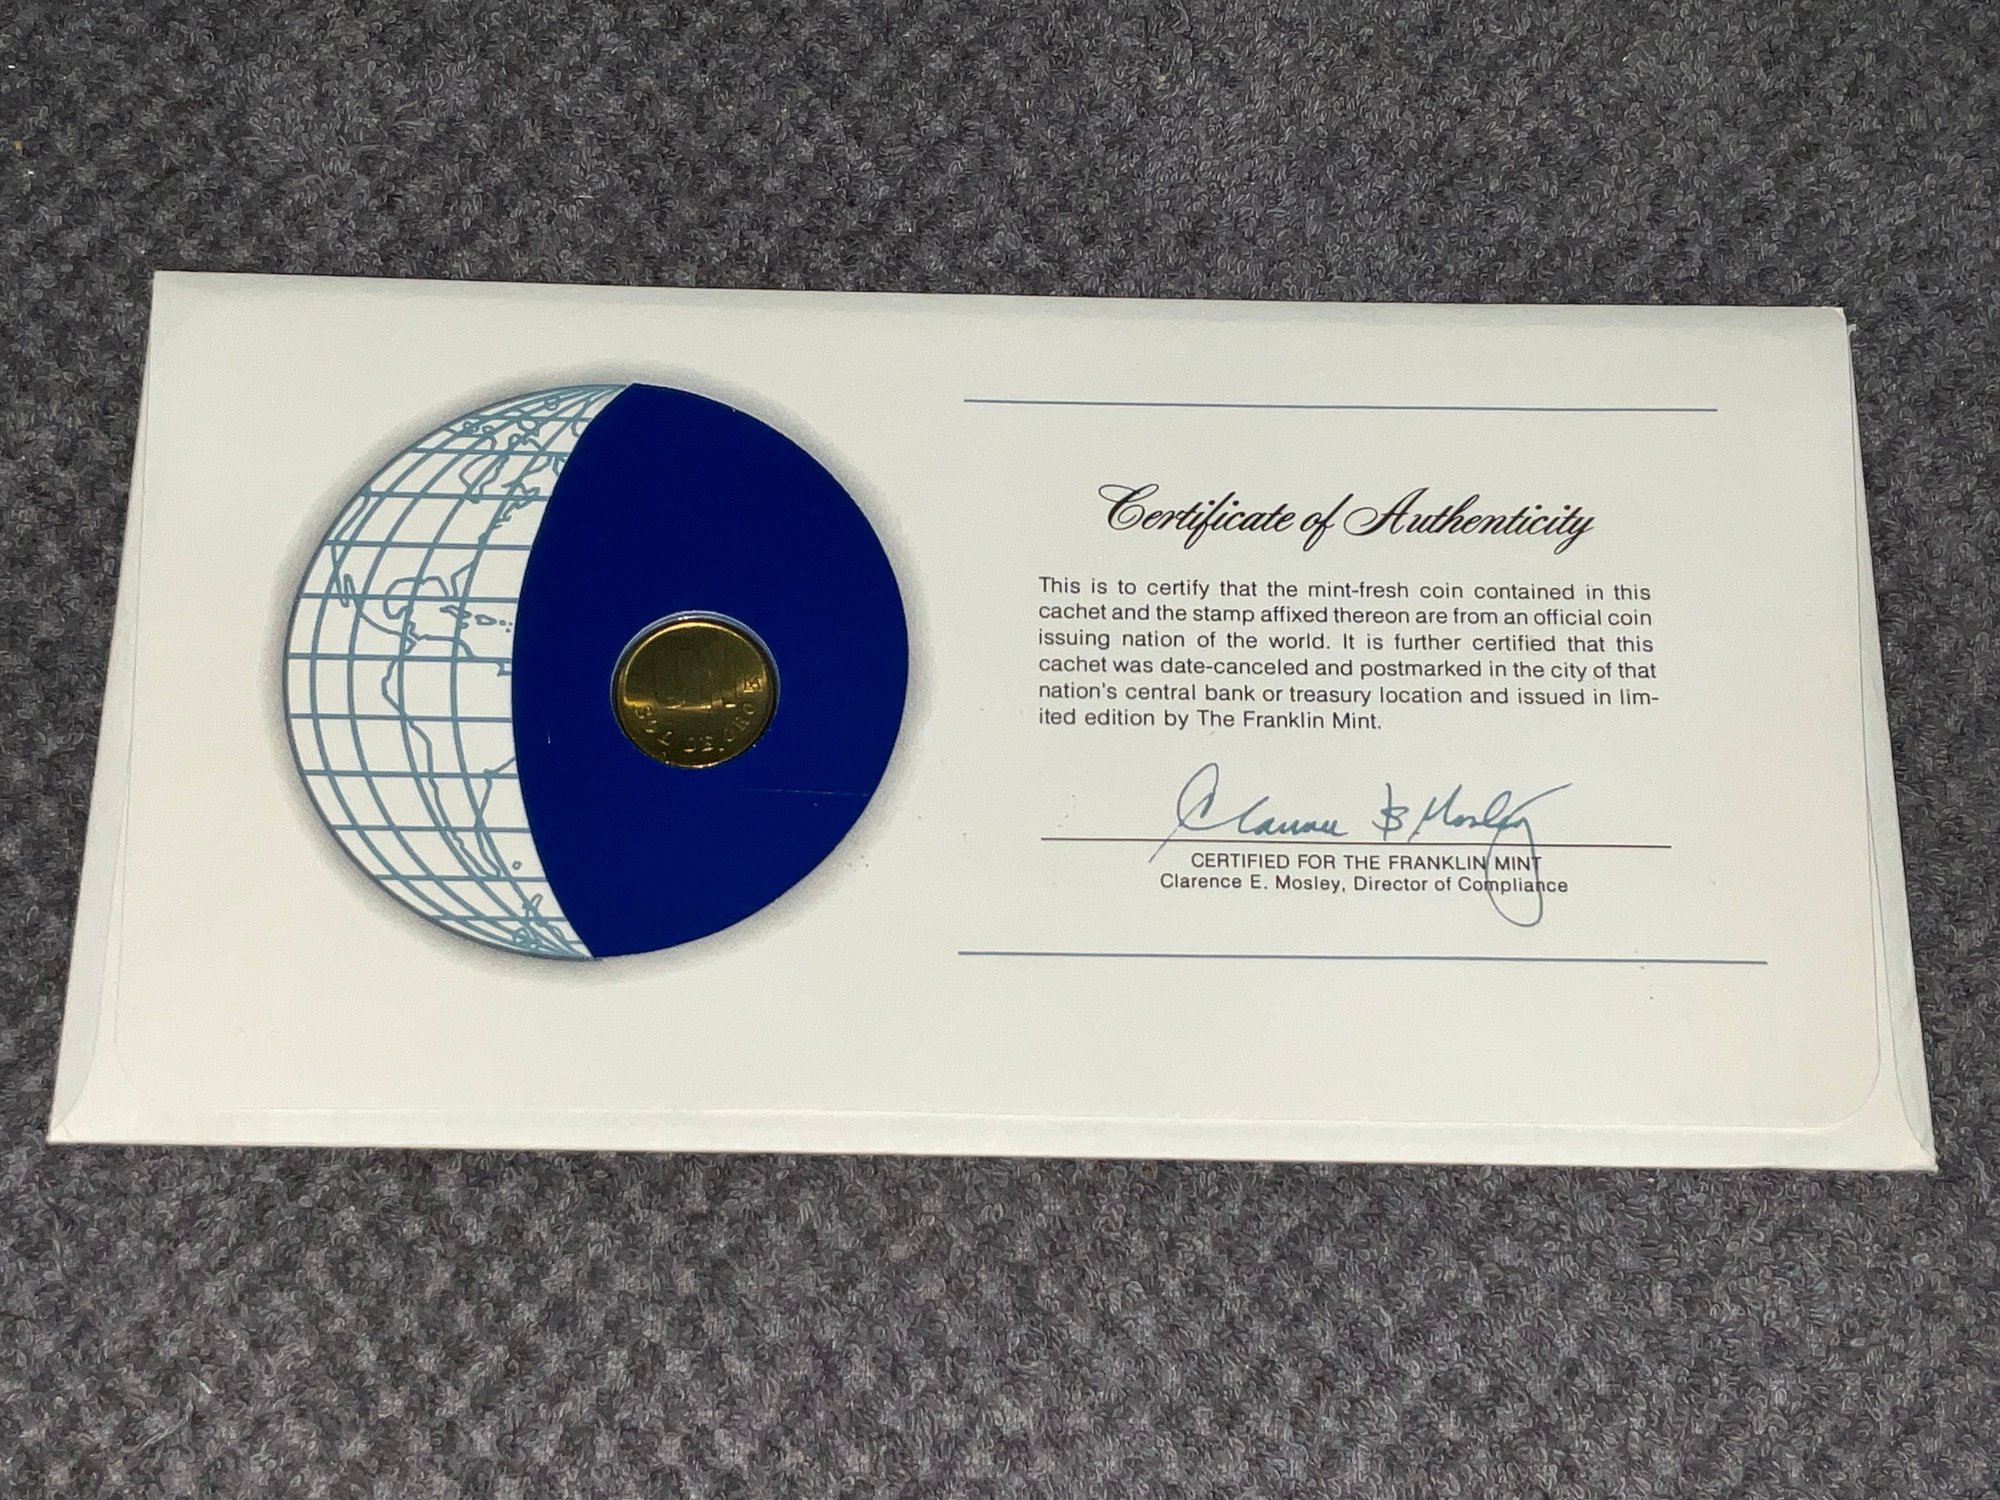 Certificate of Authenticity
This is to certify that the mint-fresh coin contained in this
cachet and the stamp affixed thereon are from an official coin
issuing nation of the world. It is further certified that this
cachet was date-canceled and postmarked in the city of that
nation's central bank or treasury location and issued in lim-
ited edition by The Franklin Mint.
CERTIFIED FOR THE FRANKLIN MINT
Clarence E. Mosley, Director of Compliance